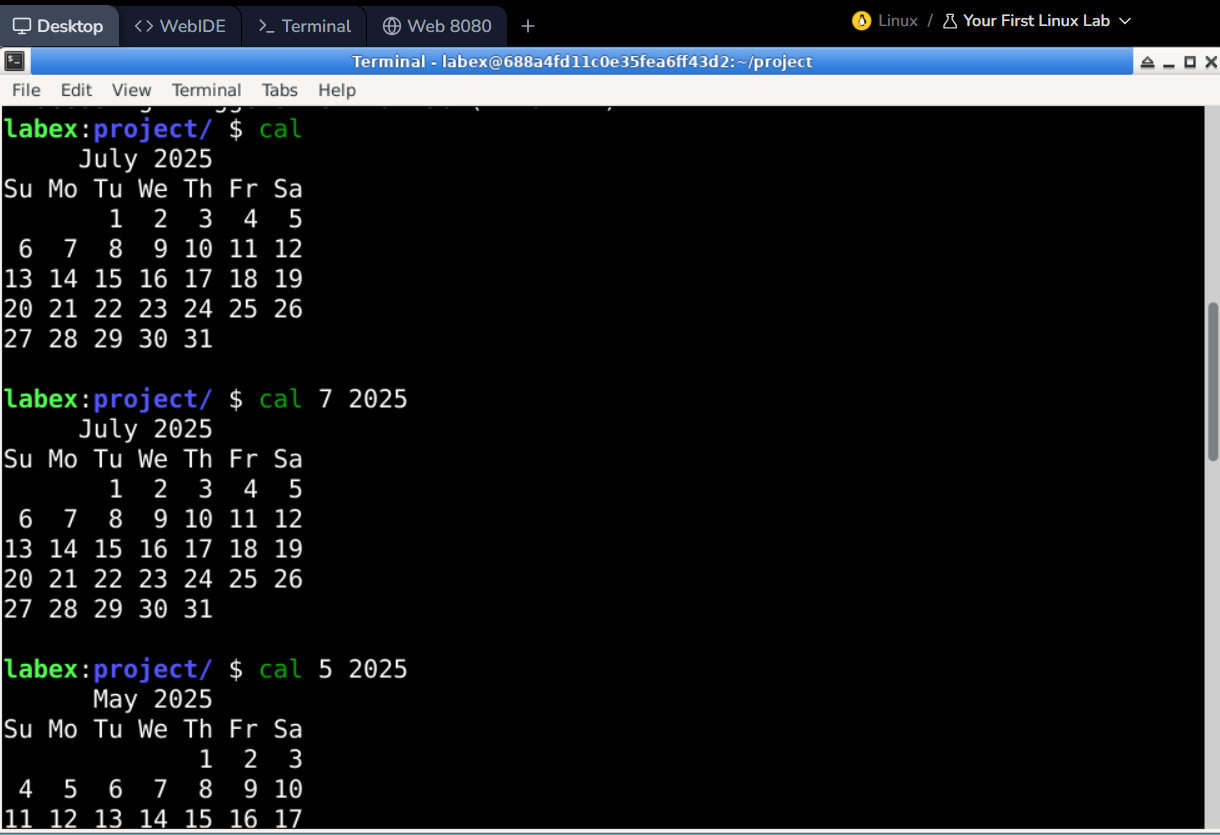 Desktop <> WebIDE >_ Terminal Web 8080 + Linux / Your First Linux Lab
Terminal - labex@688a4fd11c0e35fea6ff43d2:~/project
File Edit View Terminal Tabs Help
labex:project/ $ cal
     July 2025
Su Mo Tu We Th Fr Sa
       1  2  3  4  5
 6  7  8  9 10 11 12
13 14 15 16 17 18 19
20 21 22 23 24 25 26
27 28 29 30 31
labex:project/ $ cal 7 2025
     July 2025
Su Mo Tu We Th Fr Sa
       1  2  3  4  5
 6  7  8  9 10 11 12
13 14 15 16 17 18 19
20 21 22 23 24 25 26
27 28 29 30 31
labex:project/ $ cal 5 2025
      May 2025
Su Mo Tu We Th Fr Sa
             1  2  3
 4  5  6  7  8  9 10
11 12 13 14 15 16 17